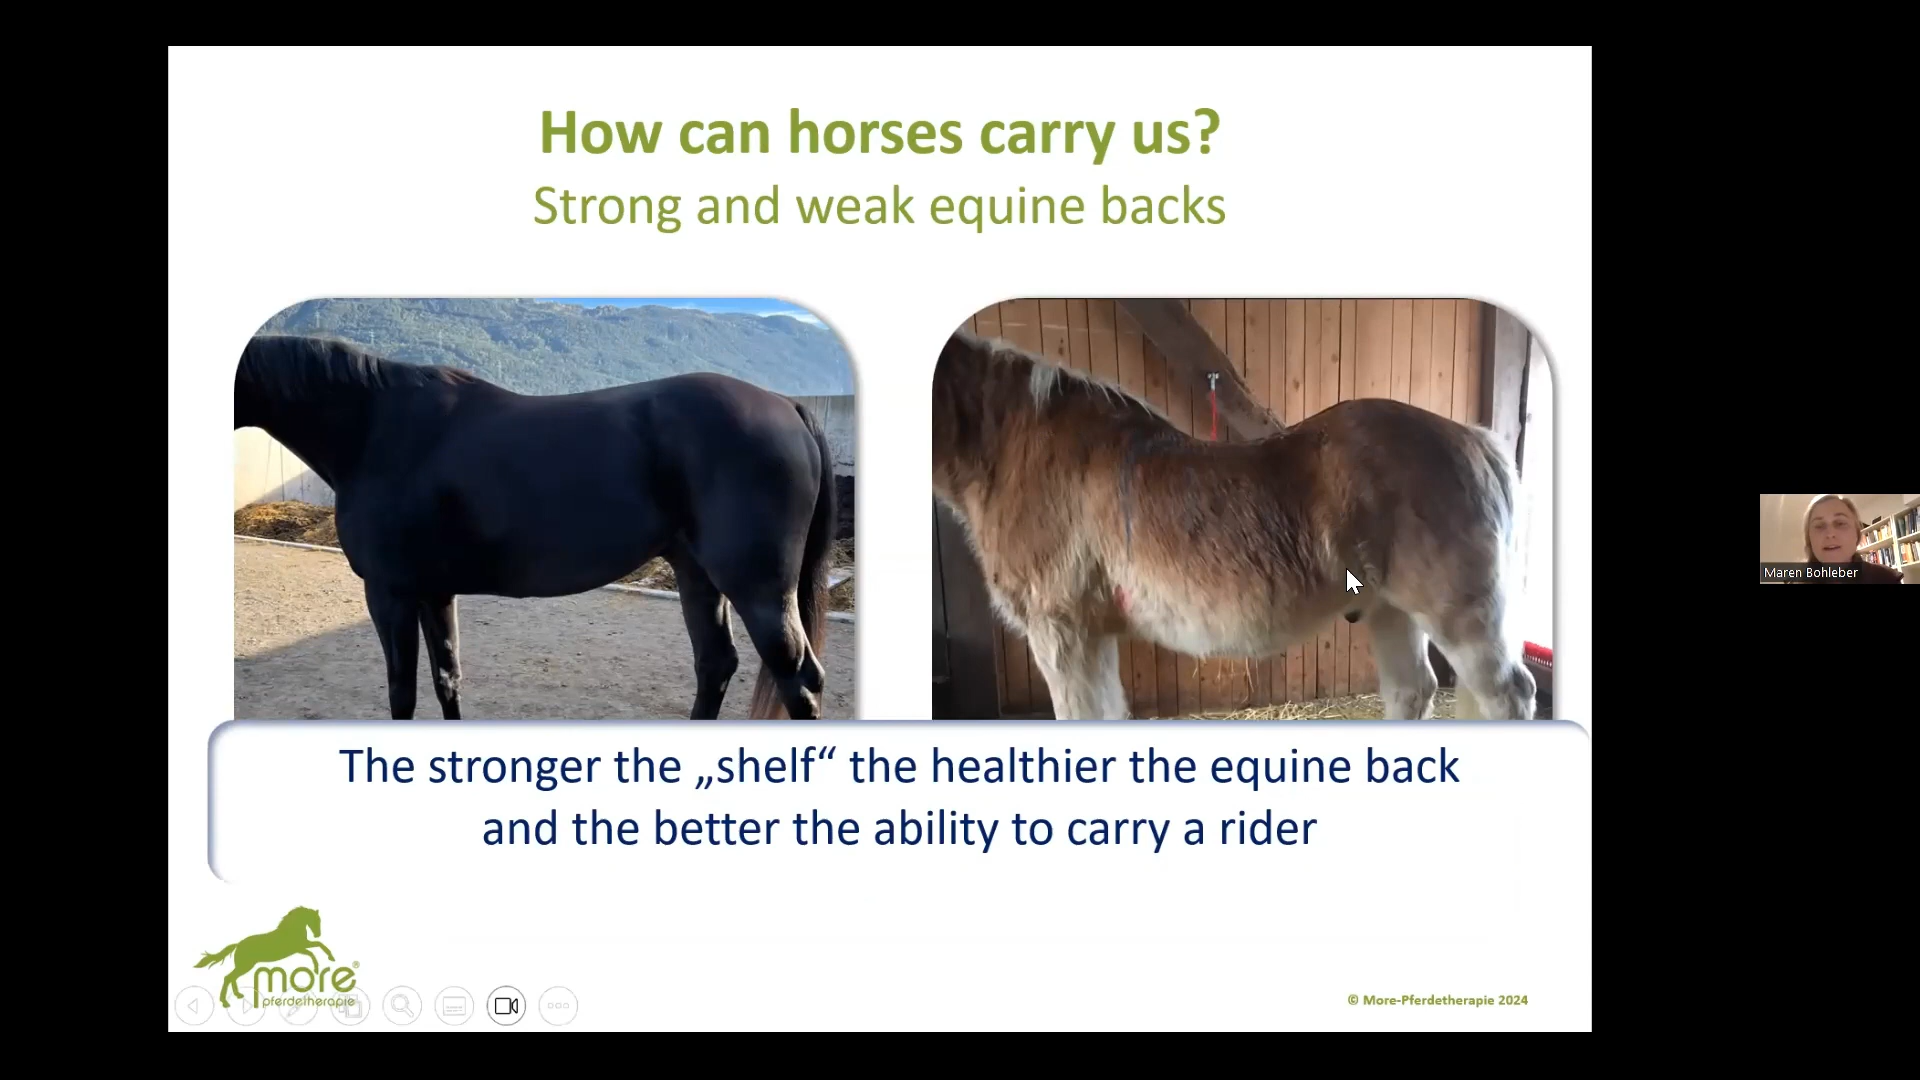 How can horses carry us?
Strong and weak equine backs
The stronger the „shelf“ the healthier the equine back
and the better the ability to carry a rider
more®
pferdetherapie
© More-Pferdetherapie 2024
Maren Bohleber